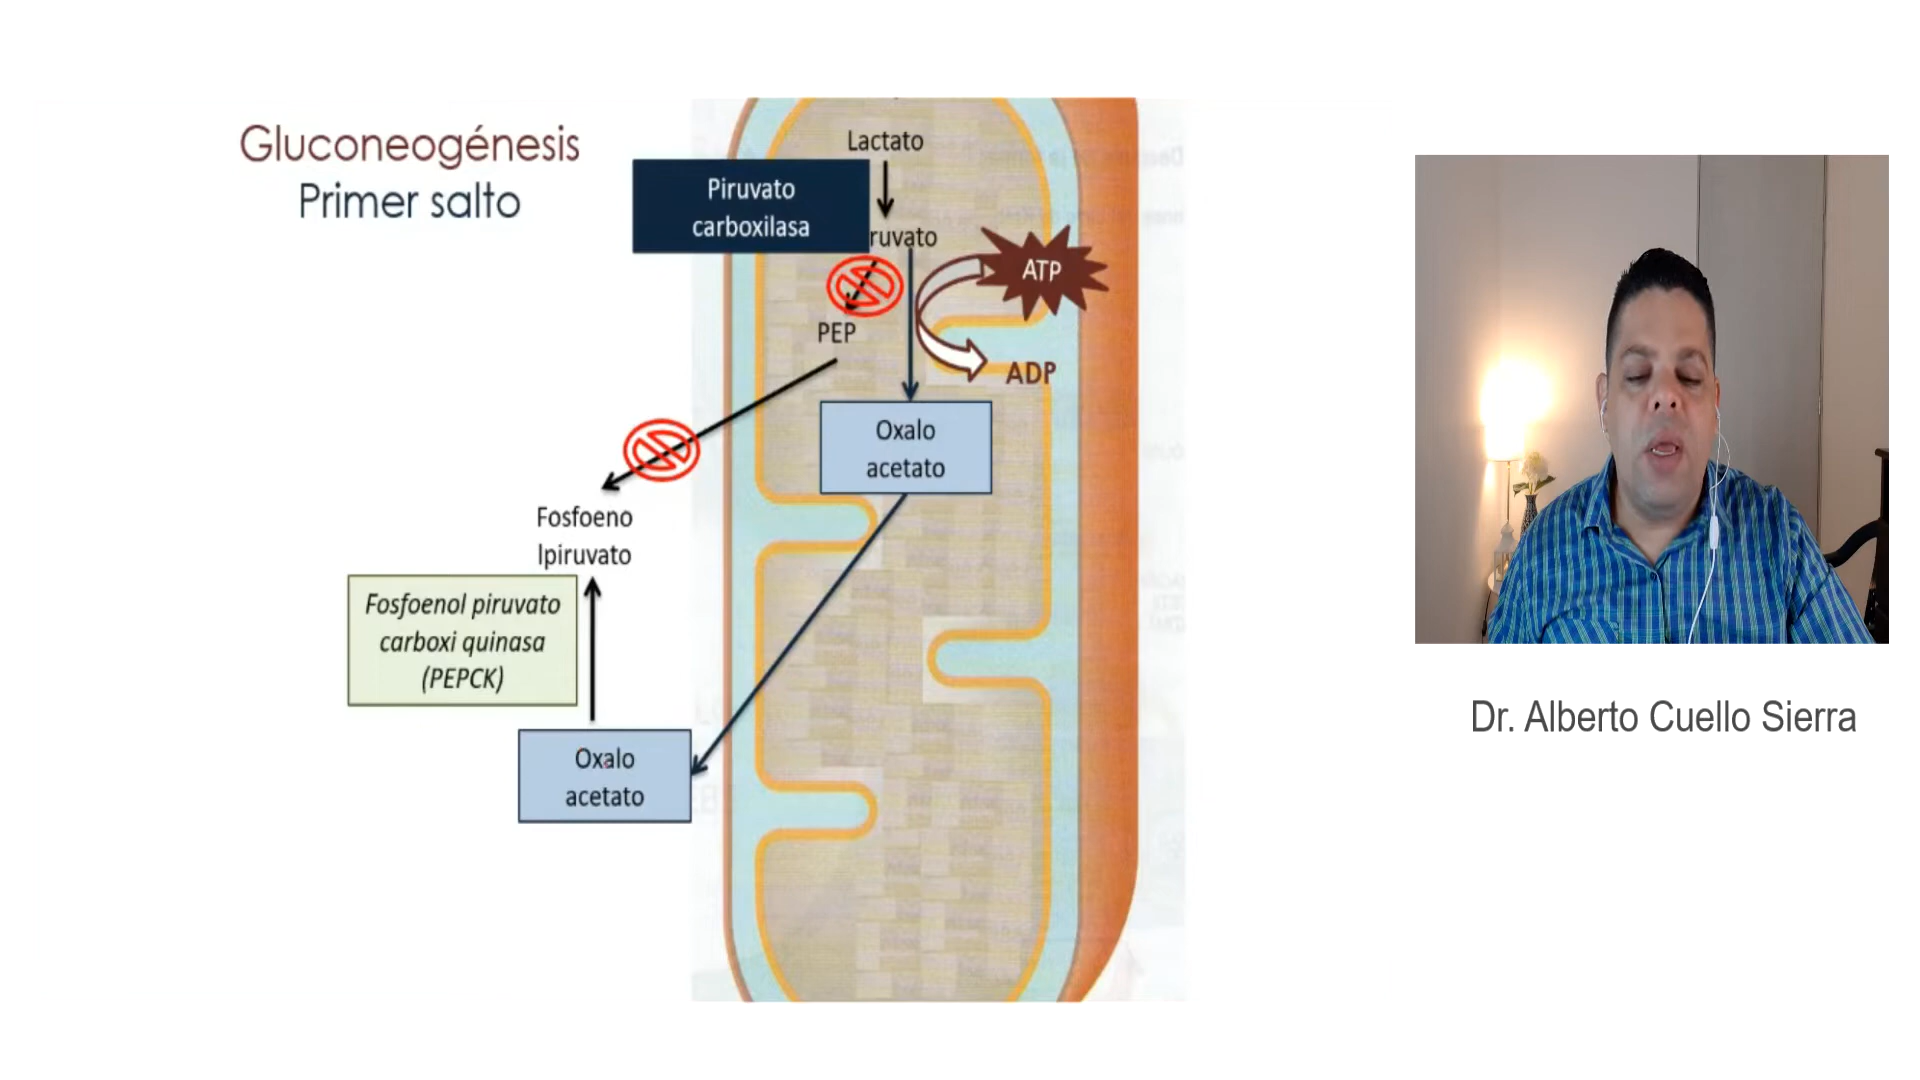 Gluconeogénesis
Primer salto
Lactato
Piruvato
carboxilasa
ruvato
ATP
PEP
ADP
Oxalo
acetato
Fosfoeno
lpiruvato
Fosfoenol piruvato
carboxi quinasa
(PEPCK)
Oxalo
acetato
Dr. Alberto Cuello Sierra